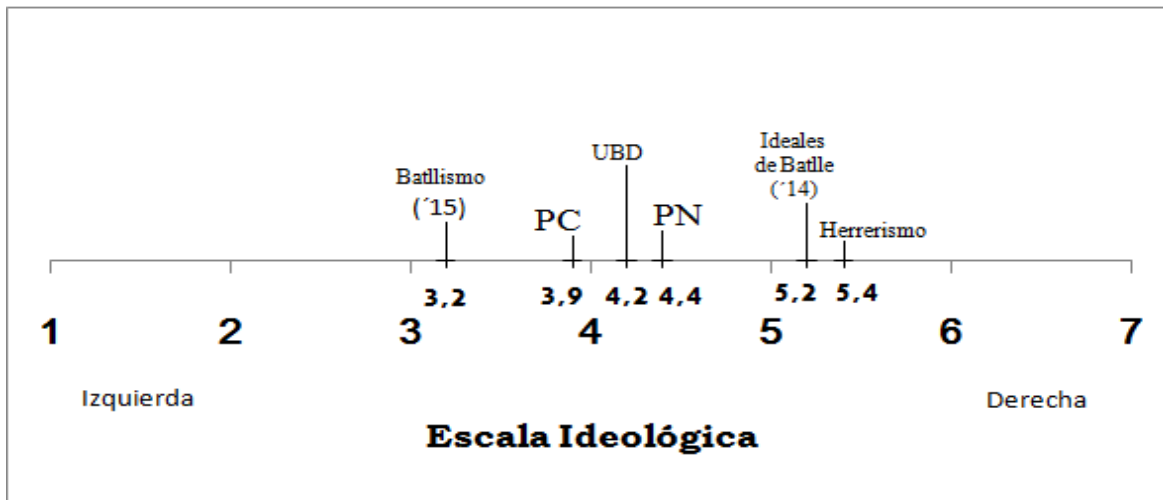 Batllismo
(´15)
PC
UBD
PN
Ideales
de Batlle
(´14)
Herrerismo
3,2 3,9 4,2 4,4 5,2 5,4
1 2 3 4 5 6 7
Izquierda Derecha
Escala Ideológica